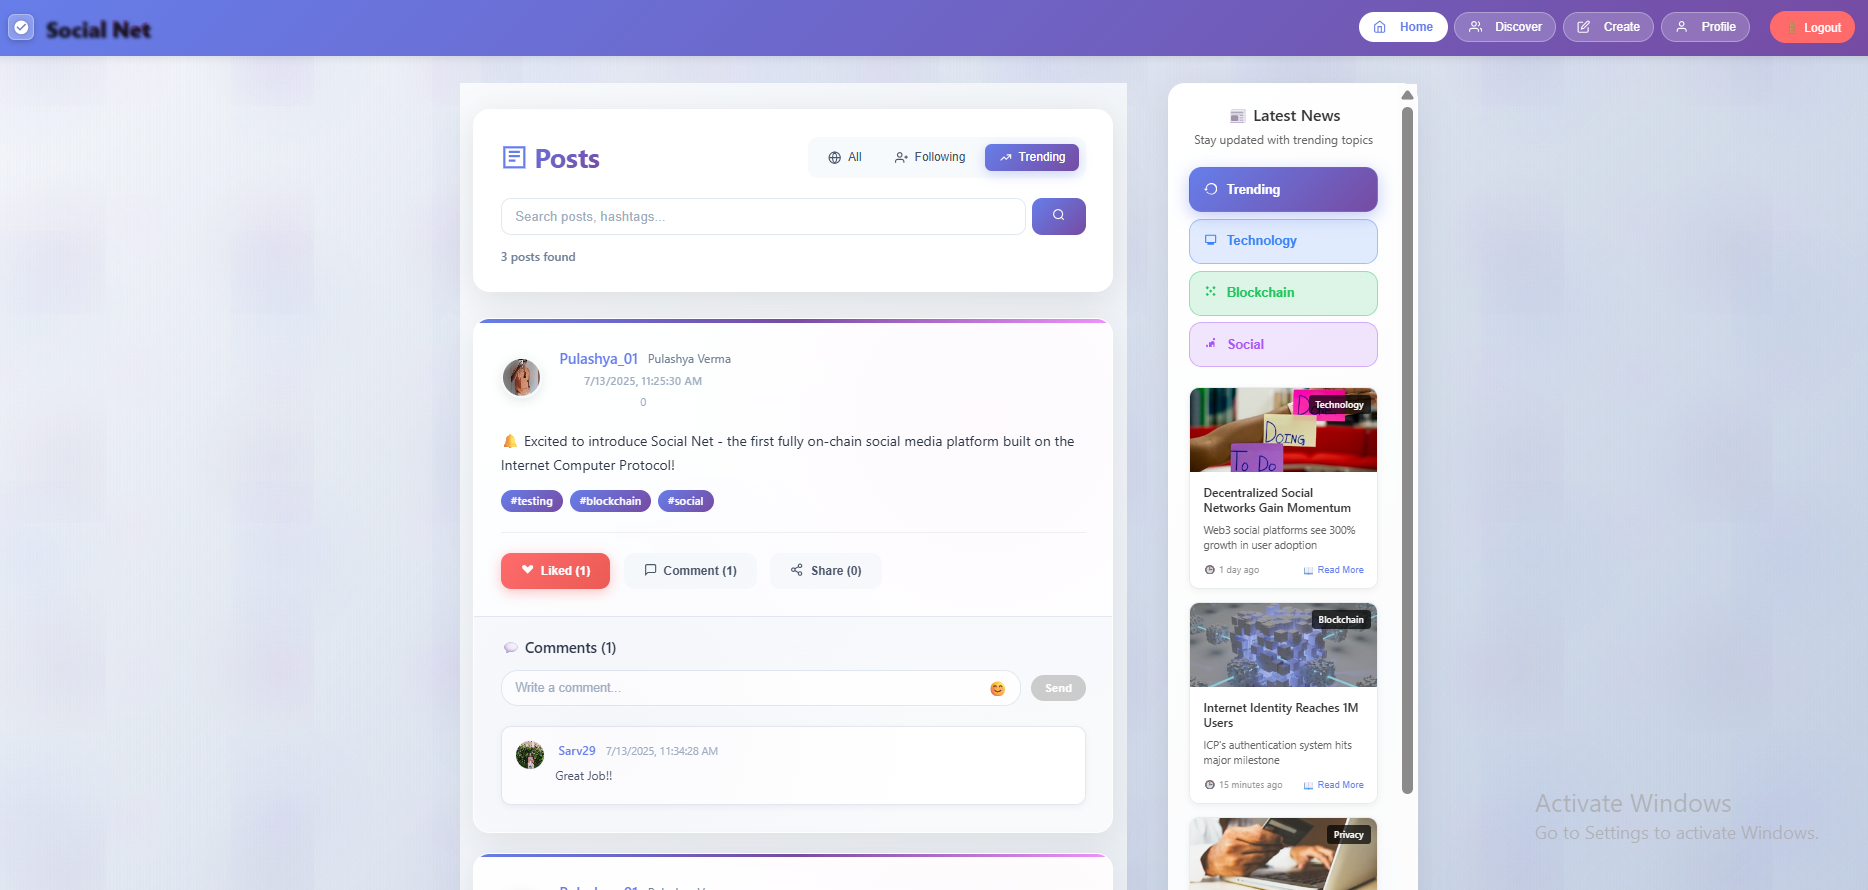 Social Net
Home
Discover
Create
Profile
Logout
Posts
All
Following
Trending
Search posts, hashtags...
3 posts found
Pulashya_01 Pulashya Verma
7/13/2025, 11:25:30 AM
0
🔔 Excited to introduce Social Net - the first fully on-chain social media platform built on the
Internet Computer Protocol!
#testing #blockchain #social
Liked (1)
Comment (1)
Share (0)
Comments (1)
Write a comment...
Send
Sarv29 7/13/2025, 11:34:28 AM
Great Job!!
Latest News
Stay updated with trending topics
Trending
Technology
Blockchain
Social
Technology
DOING
To Do
Decentralized Social
Networks Gain Momentum
Web3 social platforms see 300%
growth in user adoption
1 day ago Read More
Blockchain
Internet Identity Reaches 1M
Users
ICP's authentication system hits
major milestone
15 minutes ago Read More
Privacy
Activate Windows
Go to Settings to activate Windows.